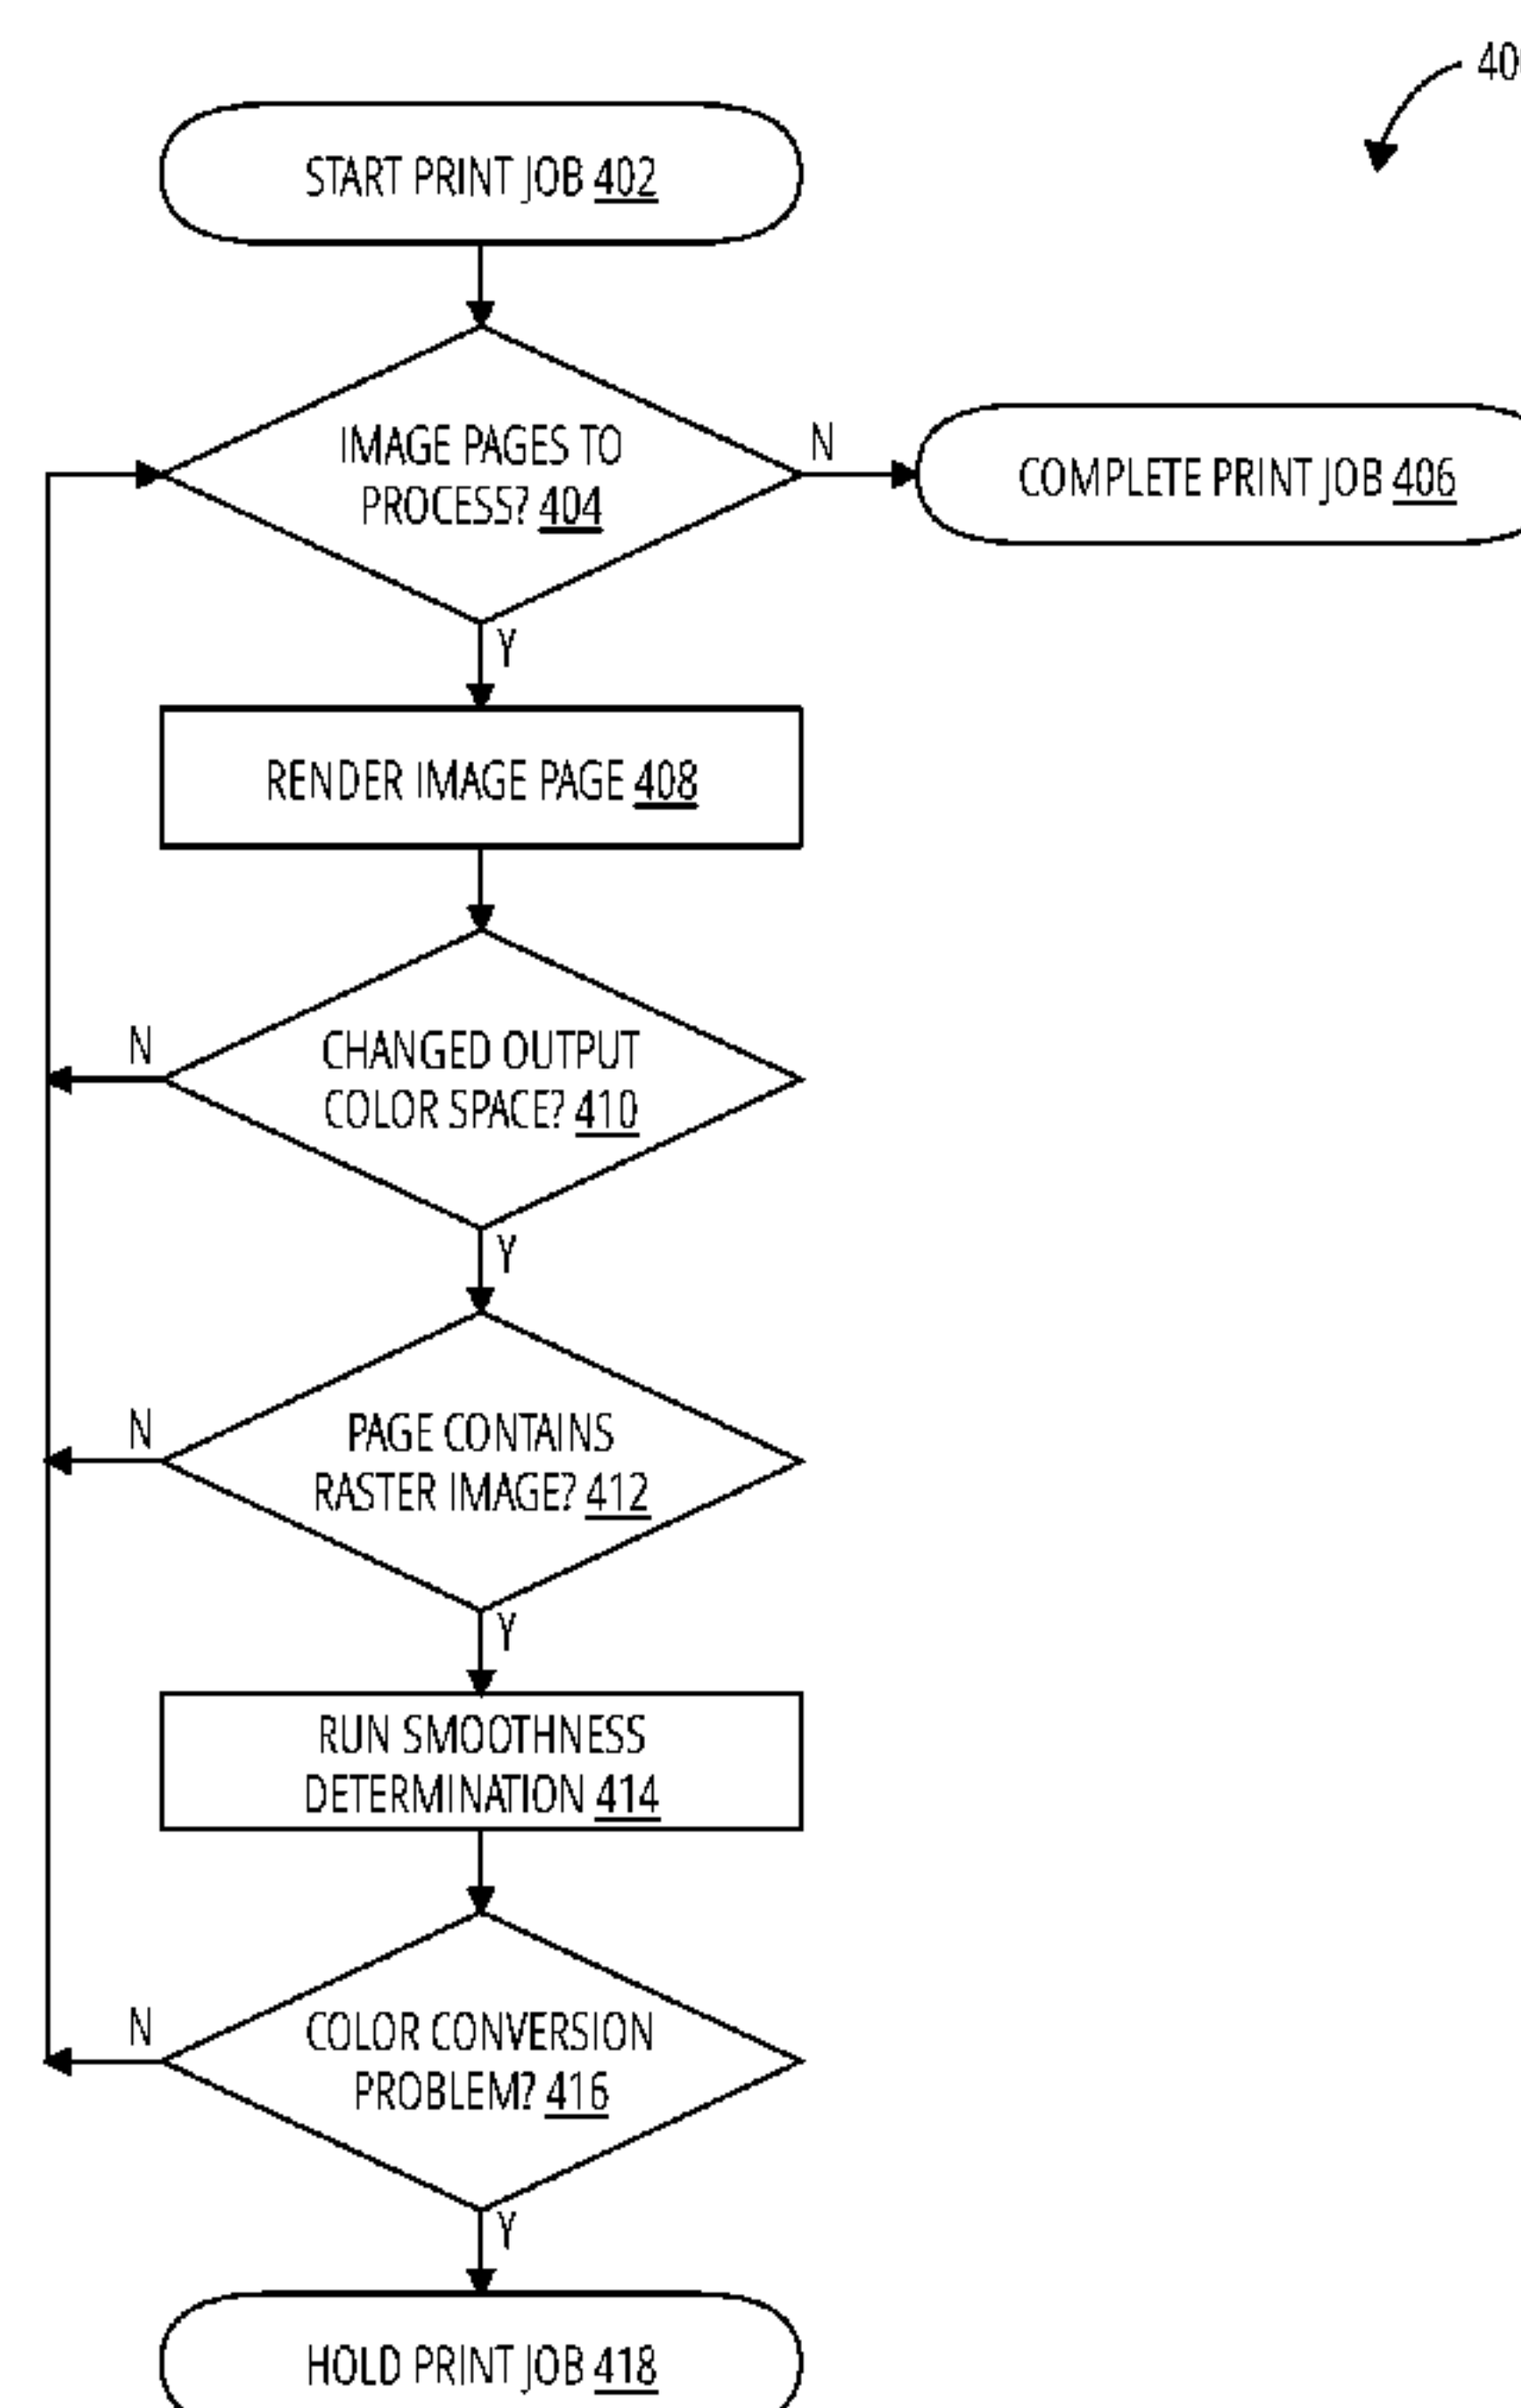 START PRINT JOB 402
IMAGE PAGES TO
PROCESS? 404
N
COMPLETE PRINT JOB 406
Y
RENDER IMAGE PAGE 408
CHANGED OUTPUT
COLOR SPACE? 410
N
Y
PAGE CONTAINS
RASTER IMAGE? 412
N
Y
RUN SMOOTHNESS
DETERMINATION 414
COLOR CONVERSION
PROBLEM? 416
N
Y
HOLD PRINT JOB 418